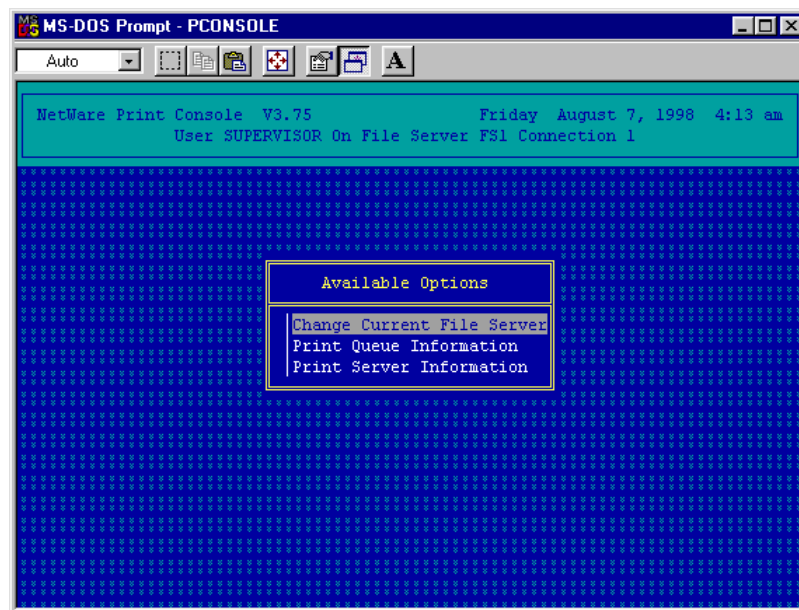 MS-DOS Prompt - PCONSOLE
Auto
A
NetWare Print Console V3.75 Friday August 7, 1998 4:13 am
User SUPERVISOR On File Server FS1 Connection 1
Available Options
Change Current File Server
Print Queue Information
Print Server Information